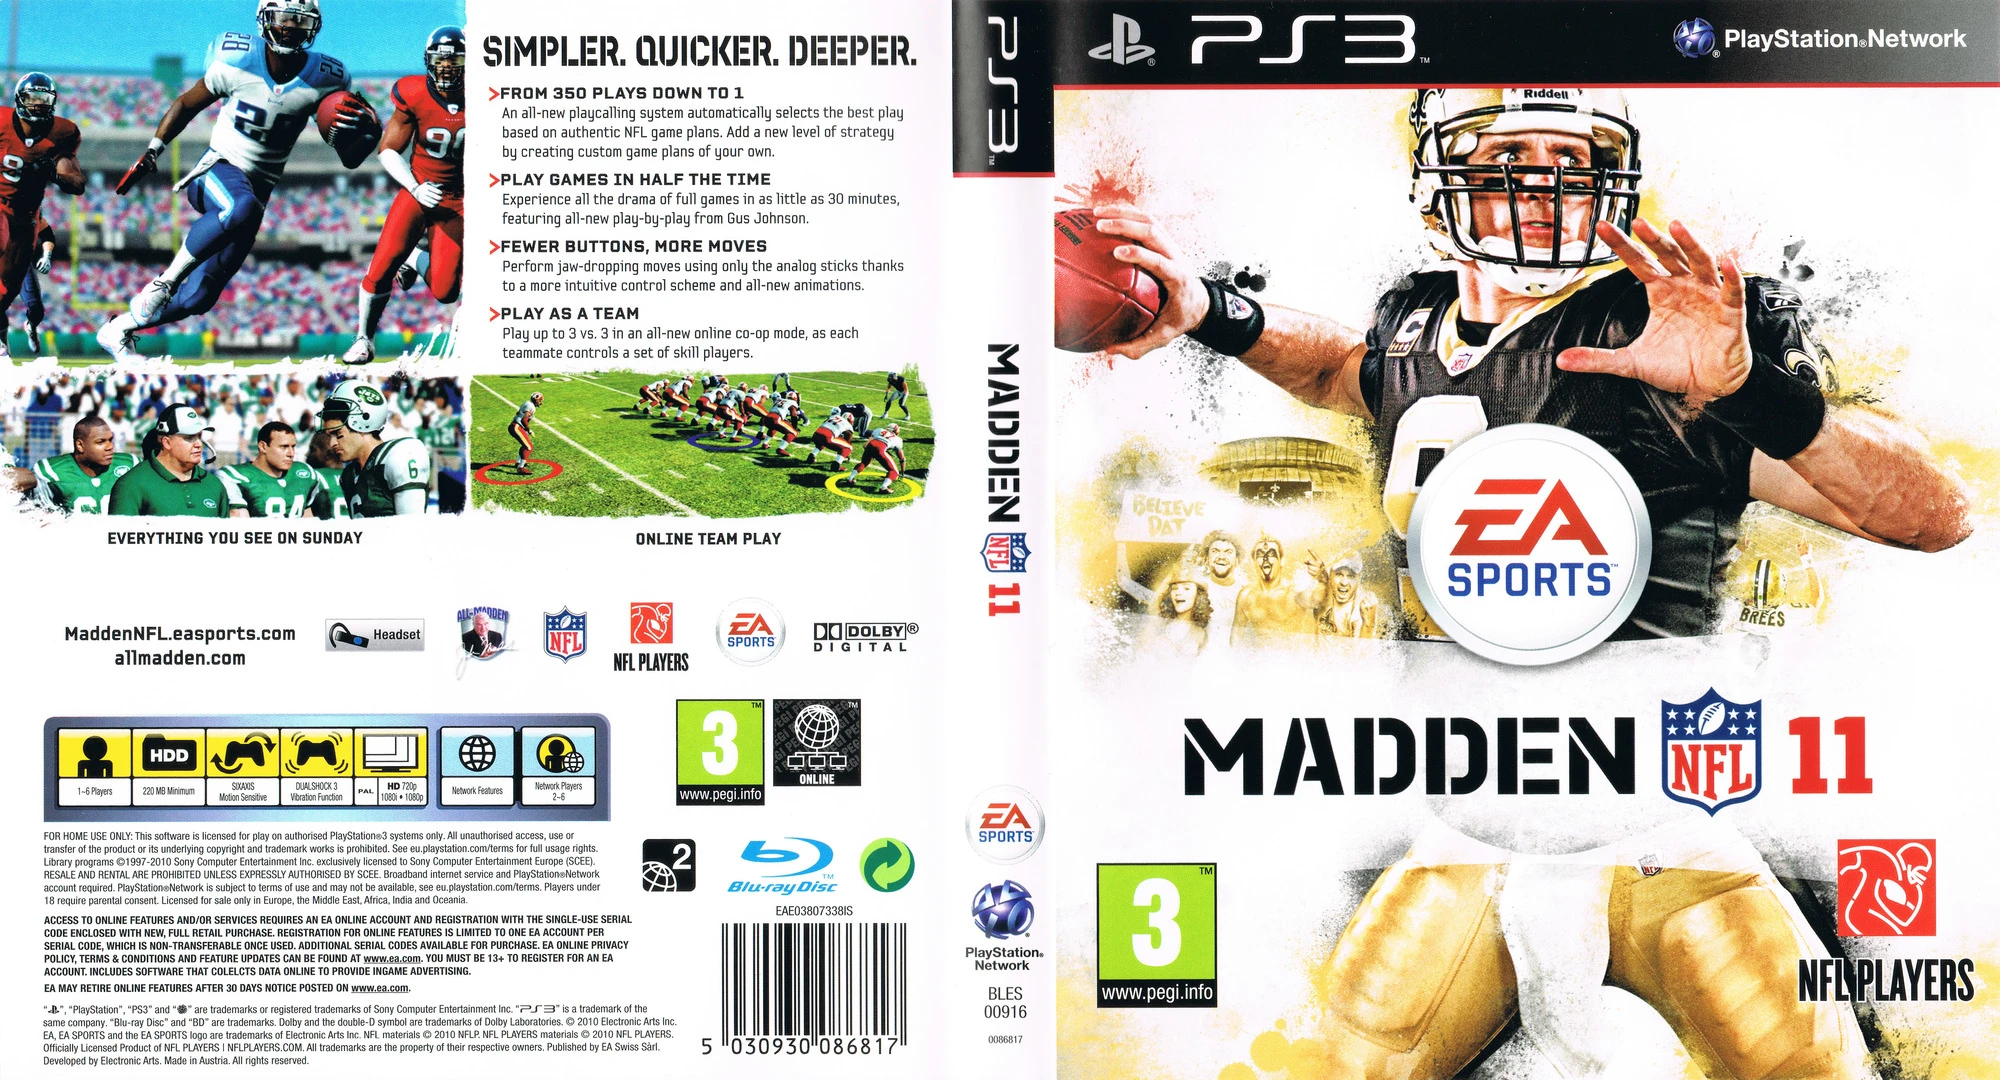 SIMPLER. QUICKER. DEEPER.
>FROM 350 PLAYS DOWN TO 1
An all-new playcalling system automatically selects the best play
based on authentic NFL game plans. Add a new level of strategy
by creating custom game plans of your own.
>PLAY GAMES IN HALF THE TIME
Experience all the drama of full games in as little as 30 minutes,
featuring all-new play-by-play from Gus Johnson.
>FEWER BUTTONS, MORE MOVES
Perform jaw-dropping moves using only the analog sticks thanks
to a more intuitive control scheme and all-new animations.
>PLAY AS A TEAM
Play up to 3 vs. 3 in an all-new online co-op mode, as each
teammate controls a set of skill players.
28
28
9
90
6
84
JETS
EVERYTHING YOU SEE ON SUNDAY
ONLINE TEAM PLAY
MaddenNFL.easports.com
allmadden.com
Headset
ALL-MADDEN
NFL
NFL PLAYERS
EA
SPORTS™
DOLBY®
DIGITAL
HDD
1-6 Players
220 MB Minimum
SIXAXIS
Motion Sensitive
DUALSHOCK 3
Vibration Function
PAL
HD 720p
1080i • 1080p
Network Features
Network Players
2-6
3™
www.pegi.info
™
ONLINE
FOR HOME USE ONLY: This software is licensed for play on authorised PlayStation®3 systems only. All unauthorised access, use or
transfer of the product or its underlying copyright and trademark works is prohibited. See eu.playstation.com/terms for full usage rights.
Library programs ©1997-2010 Sony Computer Entertainment Inc. exclusively licensed to Sony Computer Entertainment Europe (SCEE).
RESALE AND RENTAL ARE PROHIBITED UNLESS EXPRESSLY AUTHORISED BY SCEE. Broadband internet service and PlayStation®Network
account required. PlayStation®Network is subject to terms of use and may not be available, see eu.playstation.com/terms. Players under
18 require parental consent. Licensed for sale only in Europe, the Middle East, Africa, India and Oceania.
ACCESS TO ONLINE FEATURES AND/OR SERVICES REQUIRES AN EA ONLINE ACCOUNT AND REGISTRATION WITH THE SINGLE-USE SERIAL
CODE ENCLOSED WITH NEW, FULL RETAIL PURCHASE. REGISTRATION FOR ONLINE FEATURES IS LIMITED TO ONE EA ACCOUNT PER
SERIAL CODE, WHICH IS NON-TRANSFERABLE ONCE USED. ADDITIONAL SERIAL CODES AVAILABLE FOR PURCHASE. EA ONLINE PRIVACY
POLICY, TERMS & CONDITIONS AND FEATURE UPDATES CAN BE FOUND AT www.ea.com. YOU MUST BE 13+ TO REGISTER FOR AN EA
ACCOUNT. INCLUDES SOFTWARE THAT COLELCTS DATA ONLINE TO PROVIDE INGAME ADVERTISING.
EA MAY RETIRE ONLINE FEATURES AFTER 30 DAYS NOTICE POSTED ON www.ea.com.
“”, “PlayStation”, “PS3” and “” are trademarks or registered trademarks of Sony Computer Entertainment Inc. “PS3” is a trademark of the
same company. “Blu-ray Disc” and “BD” are trademarks. Dolby and the double-D symbol are trademarks of Dolby Laboratories. © 2010 Electronic Arts Inc.
EA, EA SPORTS and the EA SPORTS logo are trademarks of Electronic Arts Inc. NFL materials © 2010 NFLP. NFL PLAYERS materials © 2010 NFL PLAYERS.
Officially Licensed Product of NFL PLAYERS I NFLPLAYERS.COM. All trademarks are the property of their respective owners. Published by EA Swiss Sàrl.
Developed by Electronic Arts. Made in Austria. All rights reserved.
2
Blu-ray Disc™
EAE03807338IS
5 030930 086817
PS3™
MADDEN
NFL
11
EA
SPORTS
PlayStation®
Network
BLES
00916
0086817
PS3™
PlayStation®Network
Riddell
C
NFL
BELIEVE
DAT
BREES
9
EA
SPORTS™
MADDEN NFL 11
3™
www.pegi.info
NFL PLAYERS